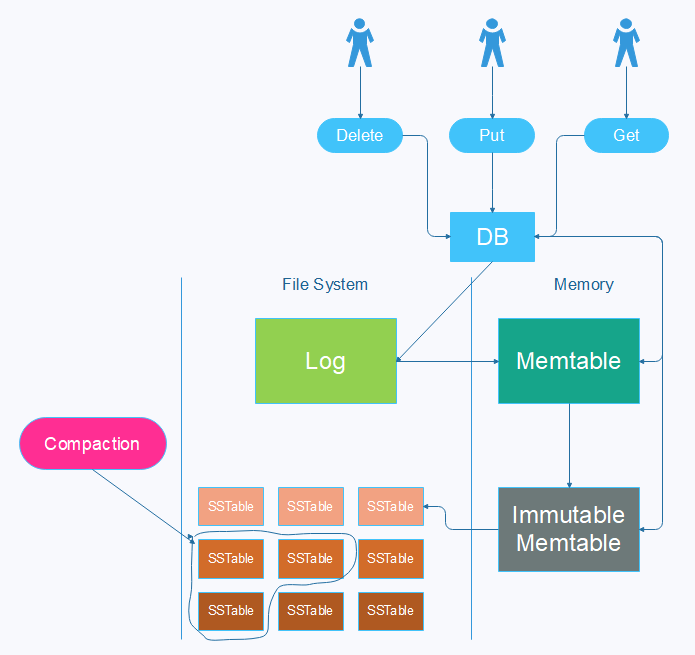 Delete
Put
Get
DB
File System
Memory
Log
Memtable
Compaction
SSTable
SSTable
SSTable
Immutable
Memtable
SSTable
SSTable
SSTable
SSTable
SSTable
SSTable